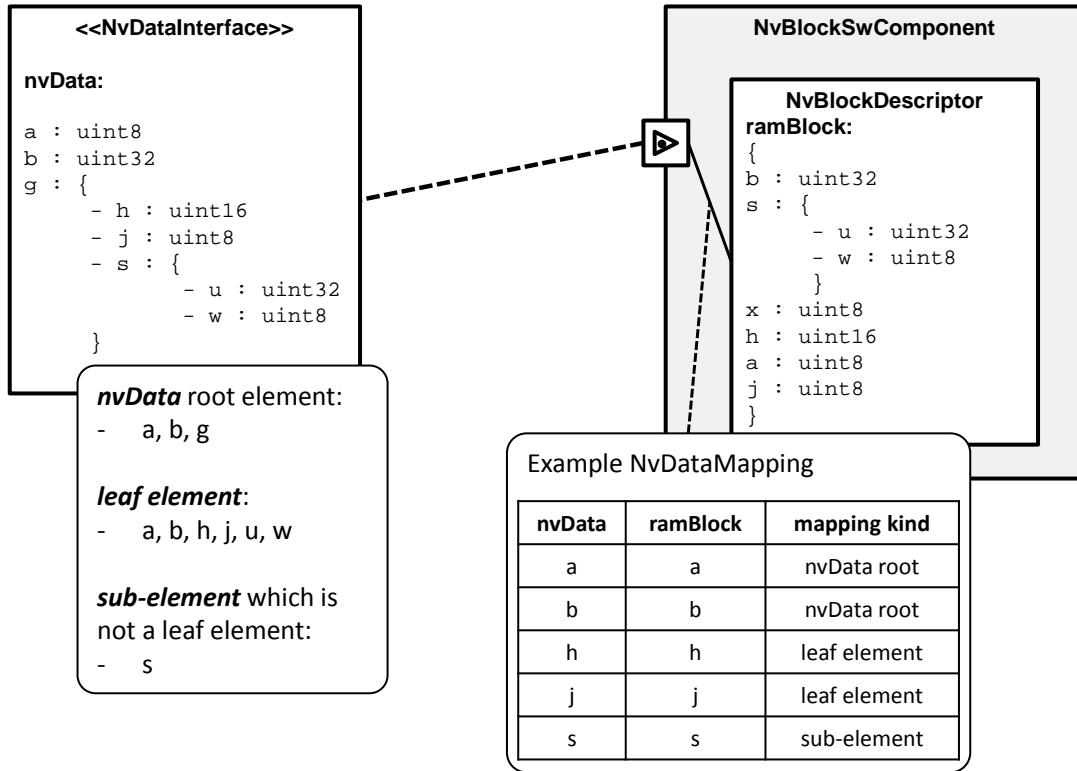 <<NvDataInterface>>
nvData:
a : uint8
b : uint32
g : {
- h : uint16
- j : uint8
- s : {
- u : uint32
- w : uint8
}
nvData root element:
- a, b, g
leaf element:
- a, b, h, j, u, w
sub-element which is
not a leaf element:
- s
NvBlockSwComponent
NvBlockDescriptor
ramBlock:
{
b : uint32
s : {
- u : uint32
- w : uint8
}
x : uint8
h : uint16
a : uint8
j : uint8
}
Example NvDataMapping
nvData ramBlock mapping kind
a a nvData root
b b nvData root
h h leaf element
j j leaf element
s s sub-element